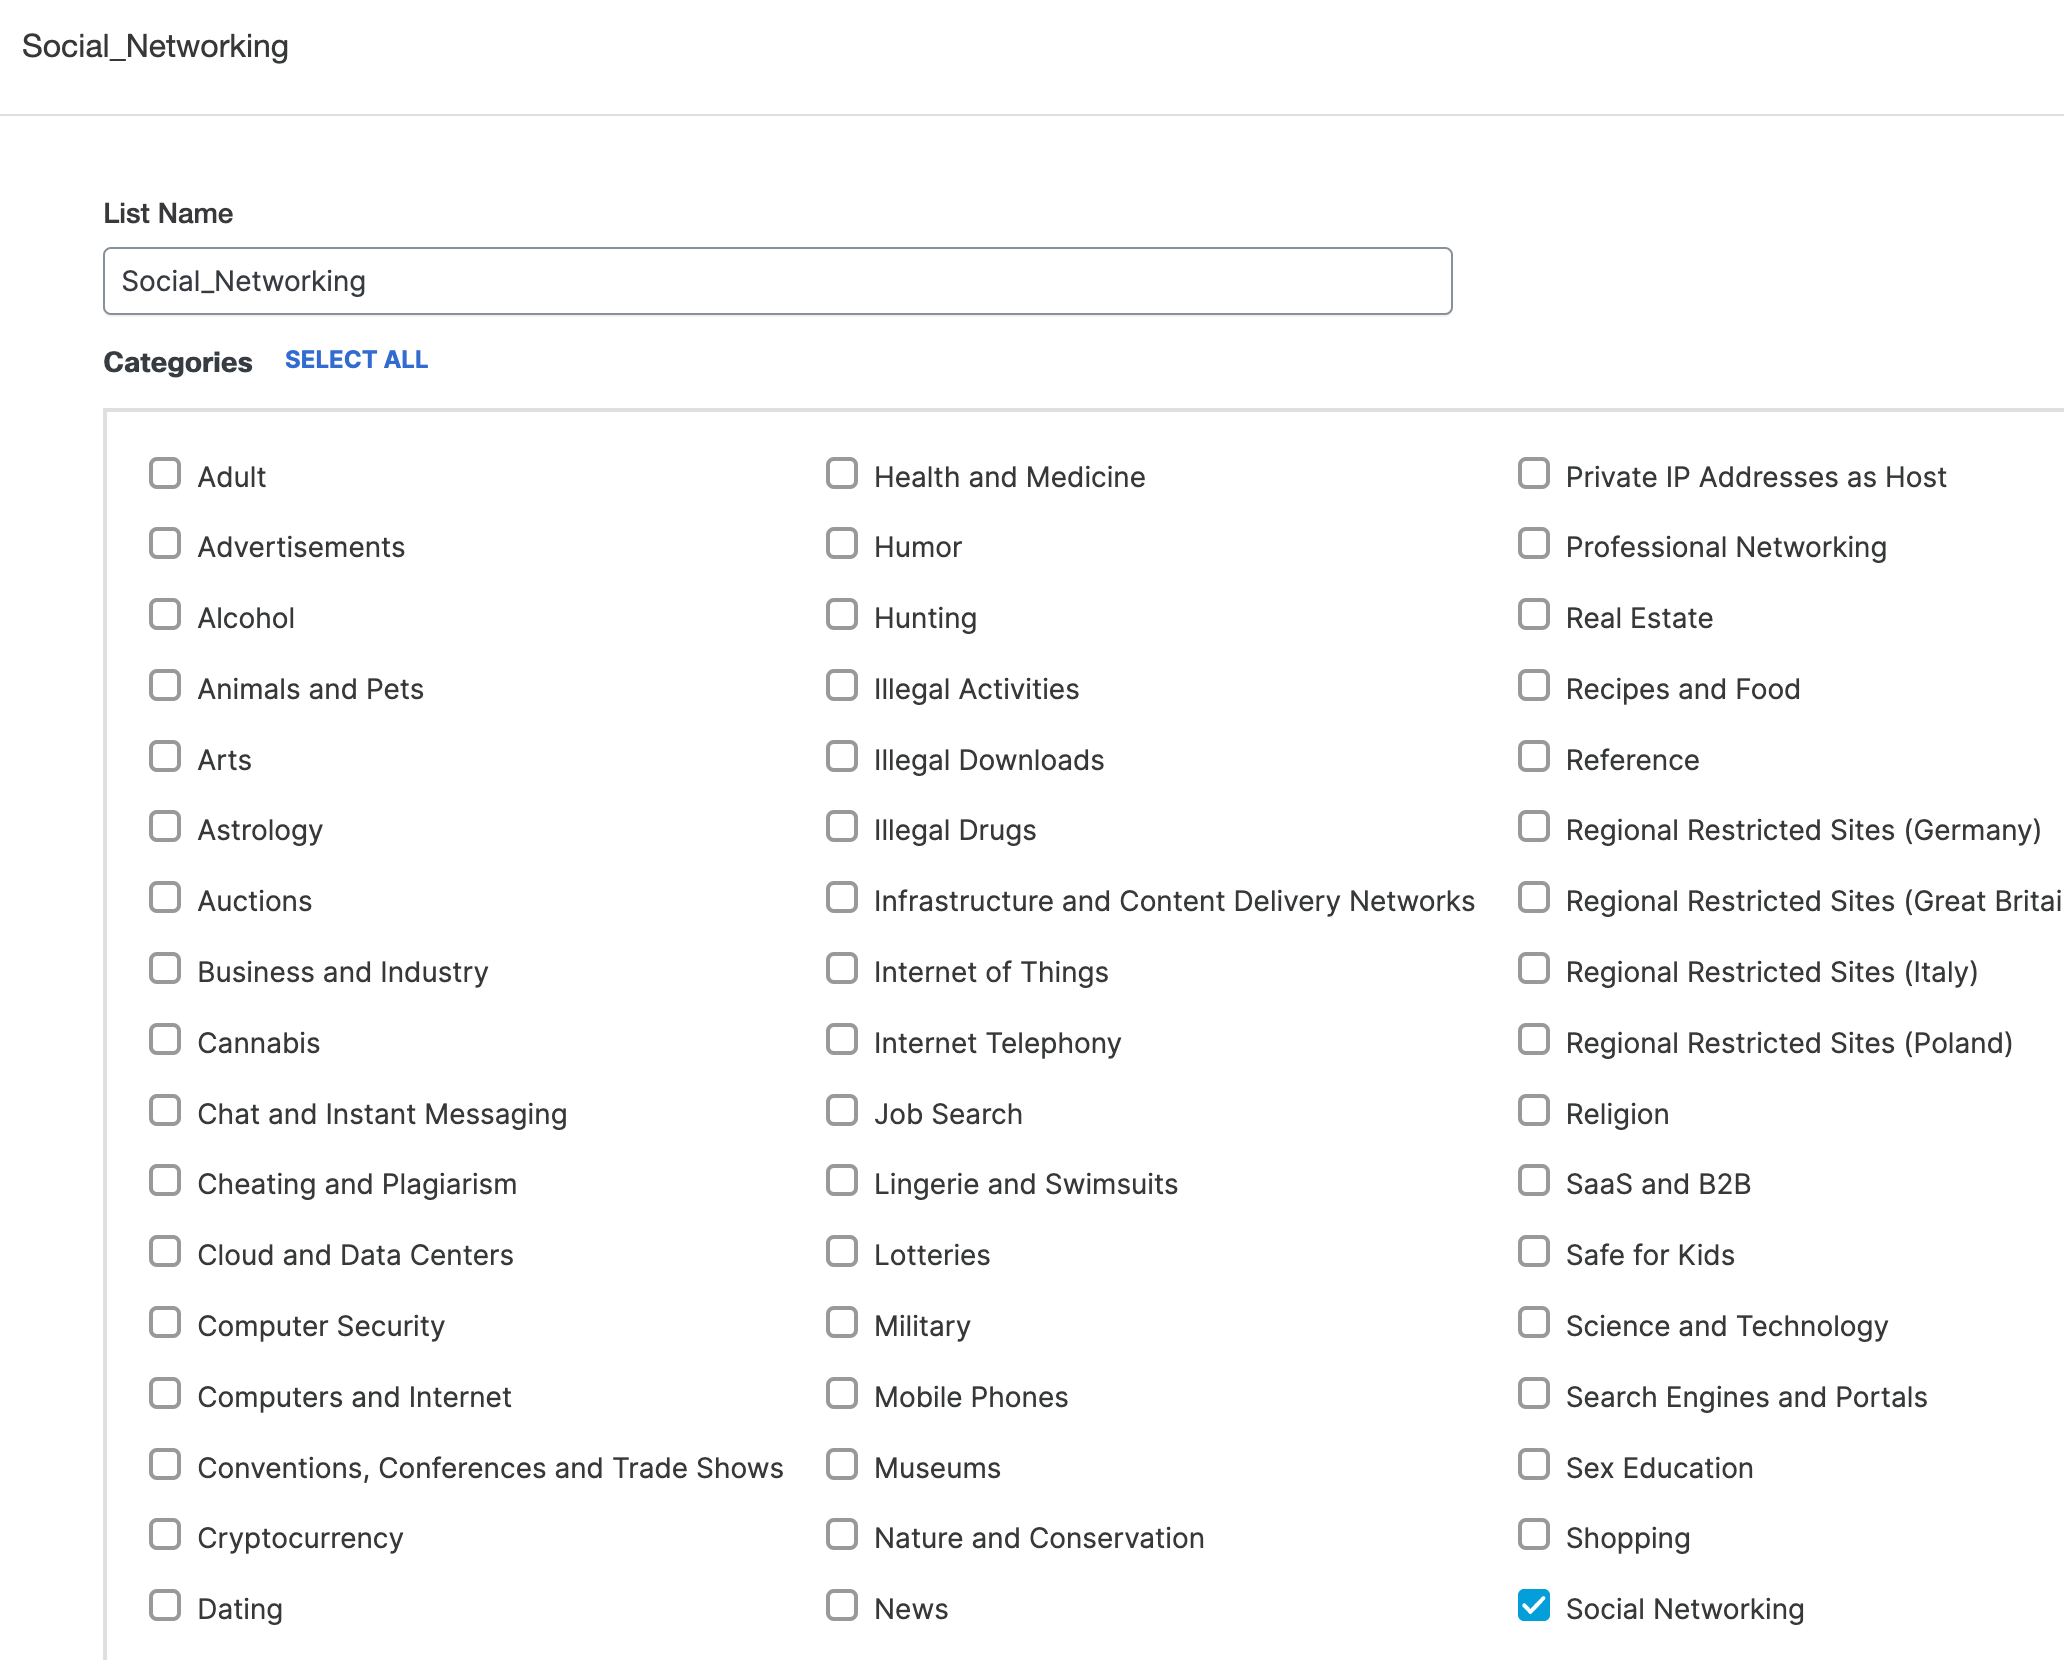 Social_Networking
List Name
Social_Networking
Categories SELECT ALL
Adult
Advertisements
Alcohol
Animals and Pets
Arts
Astrology
Auctions
Business and Industry
Cannabis
Chat and Instant Messaging
Cheating and Plagiarism
Cloud and Data Centers
Computer Security
Computers and Internet
Conventions, Conferences and Trade Shows
Cryptocurrency
Dating
Health and Medicine
Humor
Hunting
Illegal Activities
Illegal Downloads
Illegal Drugs
Infrastructure and Content Delivery Networks
Internet of Things
Internet Telephony
Job Search
Lingerie and Swimsuits
Lotteries
Military
Mobile Phones
Museums
Nature and Conservation
News
Private IP Addresses as Host
Professional Networking
Real Estate
Recipes and Food
Reference
Regional Restricted Sites (Germany)
Regional Restricted Sites (Great Britai
Regional Restricted Sites (Italy)
Regional Restricted Sites (Poland)
Religion
SaaS and B2B
Safe for Kids
Science and Technology
Search Engines and Portals
Sex Education
Shopping
Social Networking